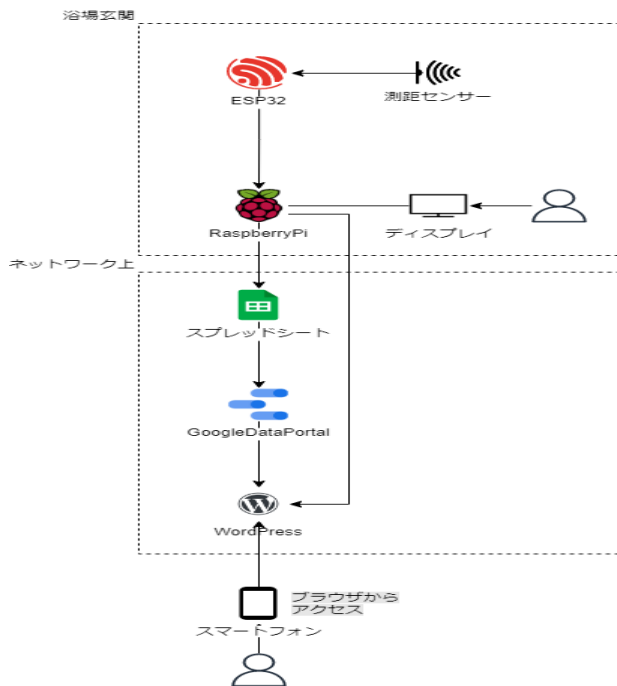 浴場玄関
ESP32
測距センサー
RaspberryPi
ディスプレイ
ネットワーク上
スプレッドシート
GoogleDataPortal
WordPress
ブラウザから
アクセス
スマートフォン